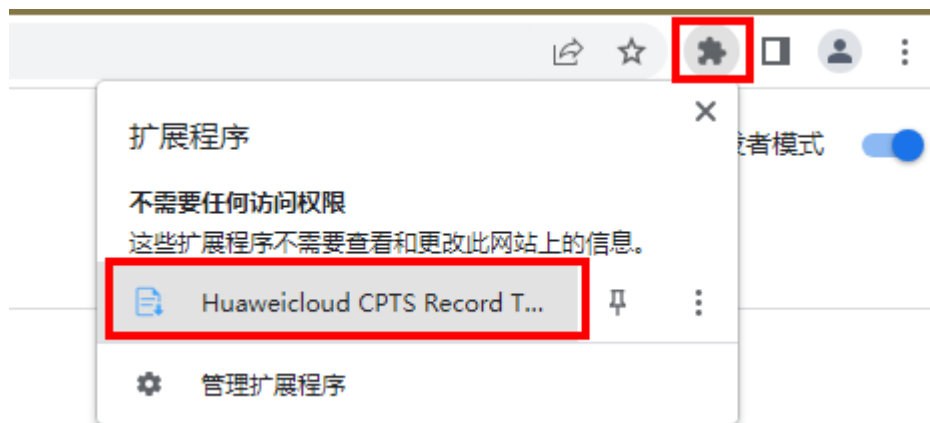 扩展程序
者模式
不需要任何访问权限
这些扩展程序不需要查看和更改此网站上的信息。
Huaweicloud CPTS Record T...
管理扩展程序